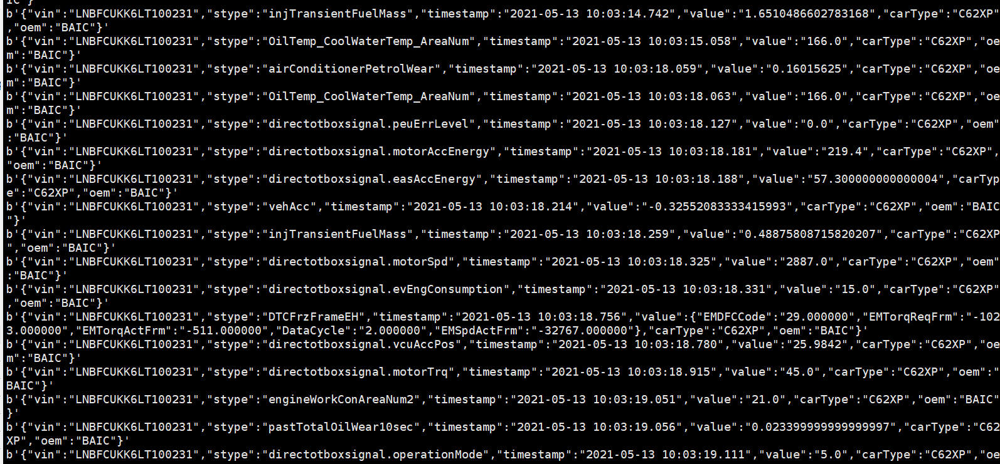 IC"}'
b'{"vin":"LNBFCUKK6LT100231","stype":"injTransientFuelMass","timestamp":"2021-05-13 10:03:14.742","value":"1.6510486602783168","carType":"C62XP"
,"oem":"BAIC"}'
b'{"vin":"LNBFCUKK6LT100231","stype":"OilTemp_CoolWaterTemp_AreaNum","timestamp":"2021-05-13 10:03:15.058","value":"166.0","carType":"C62XP","oe
m":"BAIC"}'
b'{"vin":"LNBFCUKK6LT100231","stype":"airConditionerPetrolWear","timestamp":"2021-05-13 10:03:18.059","value":"0.16015625","carType":"C62XP","oe
m":"BAIC"}'
b'{"vin":"LNBFCUKK6LT100231","stype":"OilTemp_CoolWaterTemp_AreaNum","timestamp":"2021-05-13 10:03:18.063","value":"166.0","carType":"C62XP","oe
m":"BAIC"}'
b'{"vin":"LNBFCUKK6LT100231","stype":"directotboxsignal.peuErrLevel","timestamp":"2021-05-13 10:03:18.127","value":"0.0","carType":"C62XP","oem"
:"BAIC"}'
b'{"vin":"LNBFCUKK6LT100231","stype":"directotboxsignal.motorAccEnergy","timestamp":"2021-05-13 10:03:18.181","value":"219.4","carType":"C62XP",
"oem":"BAIC"}'
b'{"vin":"LNBFCUKK6LT100231","stype":"directotboxsignal.easAccEnergy","timestamp":"2021-05-13 10:03:18.188","value":"57.300000000000004","carTyp
e":"C62XP","oem":"BAIC"}'
b'{"vin":"LNBFCUKK6LT100231","stype":"vehAcc","timestamp":"2021-05-13 10:03:18.214","value":"-0.32552083333415993","carType":"C62XP","oem":"BAIC
"}'
b'{"vin":"LNBFCUKK6LT100231","stype":"injTransientFuelMass","timestamp":"2021-05-13 10:03:18.259","value":"0.48875808715820207","carType":"C62XP
","oem":"BAIC"}'
b'{"vin":"LNBFCUKK6LT100231","stype":"directotboxsignal.motorSpd","timestamp":"2021-05-13 10:03:18.325","value":"2887.0","carType":"C62XP","oem"
:"BAIC"}'
b'{"vin":"LNBFCUKK6LT100231","stype":"directotboxsignal.evEngConsumption","timestamp":"2021-05-13 10:03:18.331","value":"15.0","carType":"C62XP"
,"oem":"BAIC"}'
b'{"vin":"LNBFCUKK6LT100231","stype":"DTCFrzFrameEH","timestamp":"2021-05-13 10:03:18.756","value":{"EMDFCCode":"29.000000","EMTorqReqFrm":"-102
3.000000","EMTorqActFrm":"-511.000000","DataCycle":"2.000000","EMSpdActFrm":"-32767.000000"},"carType":"C62XP","oem":"BAIC"}'
b'{"vin":"LNBFCUKK6LT100231","stype":"directotboxsignal.vcuAccPos","timestamp":"2021-05-13 10:03:18.780","value":"25.9842","carType":"C62XP","oe
m":"BAIC"}'
b'{"vin":"LNBFCUKK6LT100231","stype":"directotboxsignal.motorTrq","timestamp":"2021-05-13 10:03:18.915","value":"45.0","carType":"C62XP","oem":"
BAIC"}'
b'{"vin":"LNBFCUKK6LT100231","stype":"engineWorkConAreaNum2","timestamp":"2021-05-13 10:03:19.051","value":"21.0","carType":"C62XP","oem":"BAIC"
}'
b'{"vin":"LNBFCUKK6LT100231","stype":"pastTotalOilWear10sec","timestamp":"2021-05-13 10:03:19.056","value":"0.023399999999999997","carType":"C62
XP","oem":"BAIC"}'
b'{"vin":"LNBFCUKK6LT100231","stype":"directotboxsignal.operationMode","timestamp":"2021-05-13 10:03:19.111","value":"5.0","carType":"C62XP","oe